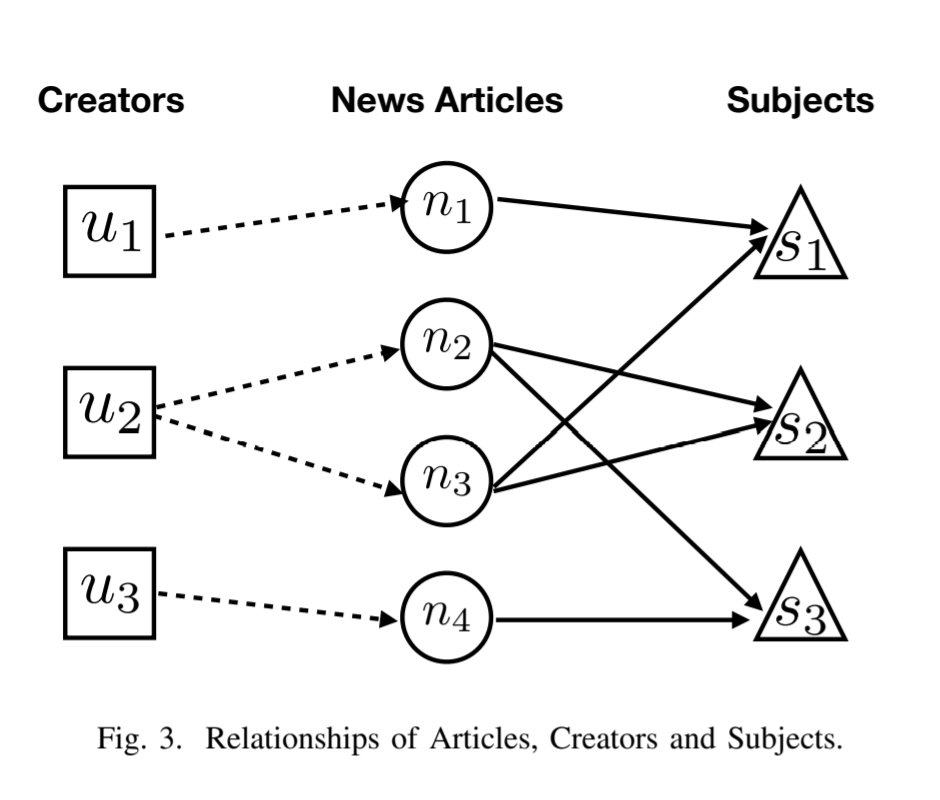 Creators News Articles Subjects
u1 n1 s1
n2
u2 s2
n3
u3 n4 s3
Fig. 3. Relationships of Articles, Creators and Subjects.